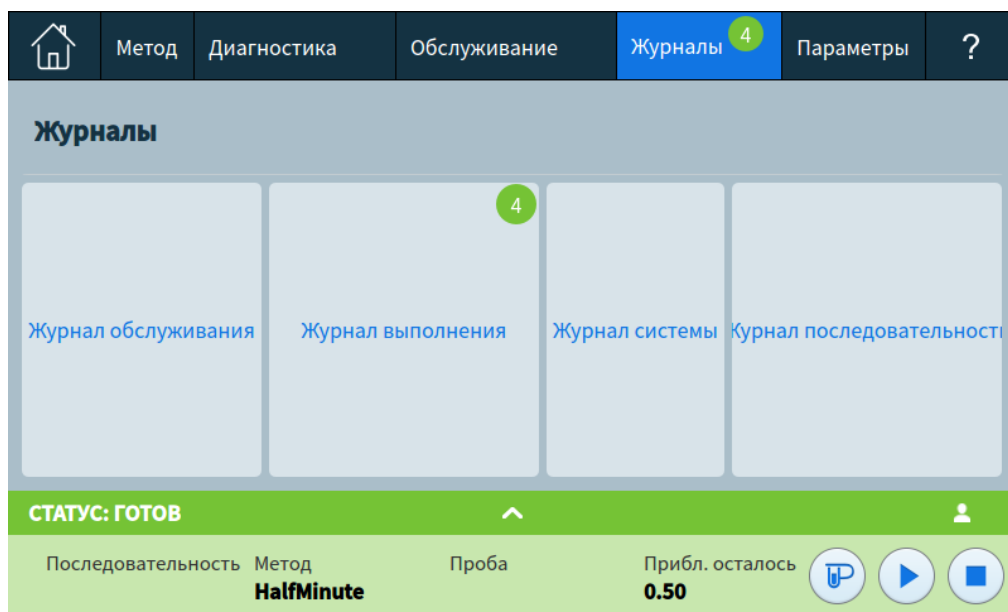 Метод Диагностика Обслуживание Журналы 4 Параметры ?
Журналы
4
Журнал обслуживания Журнал выполнения Журнал системы Курнал последовательност
СТАТУС: ГОТОВ
Последовательность Метод Проба Прибл. осталось
HalfMinute 0.50